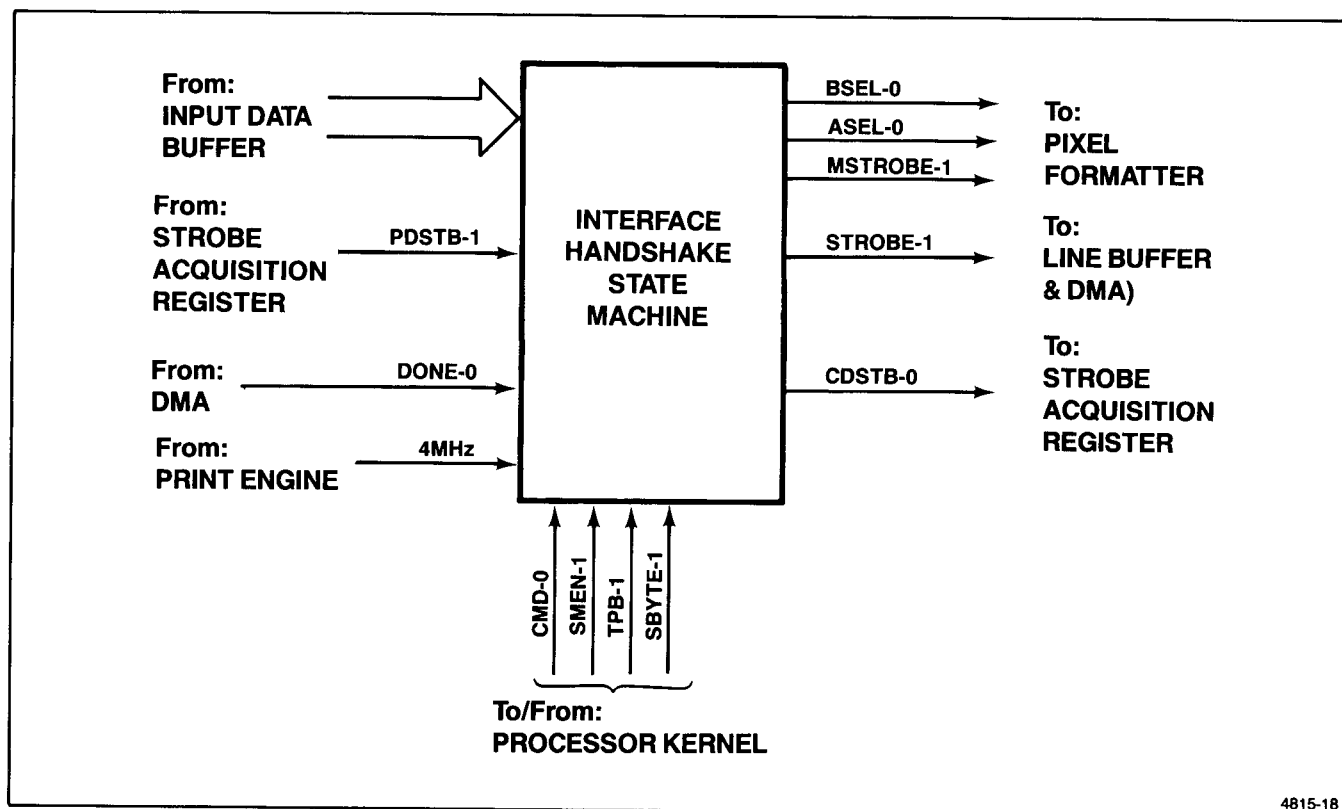 From:
INPUT DATA
BUFFER
From:
STROBE
ACQUISITION
REGISTER
PDSTB-1
From:
DMA
DONE-0
From:
PRINT ENGINE
4MHz
INTERFACE
HANDSHAKE
STATE
MACHINE
BSEL-0
ASEL-0
MSTROBE-1
To:
PIXEL
FORMATTER
STROBE-1
To:
LINE BUFFER
& DMA)
CDSTB-0
To:
STROBE
ACQUISITION
REGISTER
CMD-0
SMEN-1
TPB-1
SBYTE-1
To/From:
PROCESSOR KERNEL
4815-18